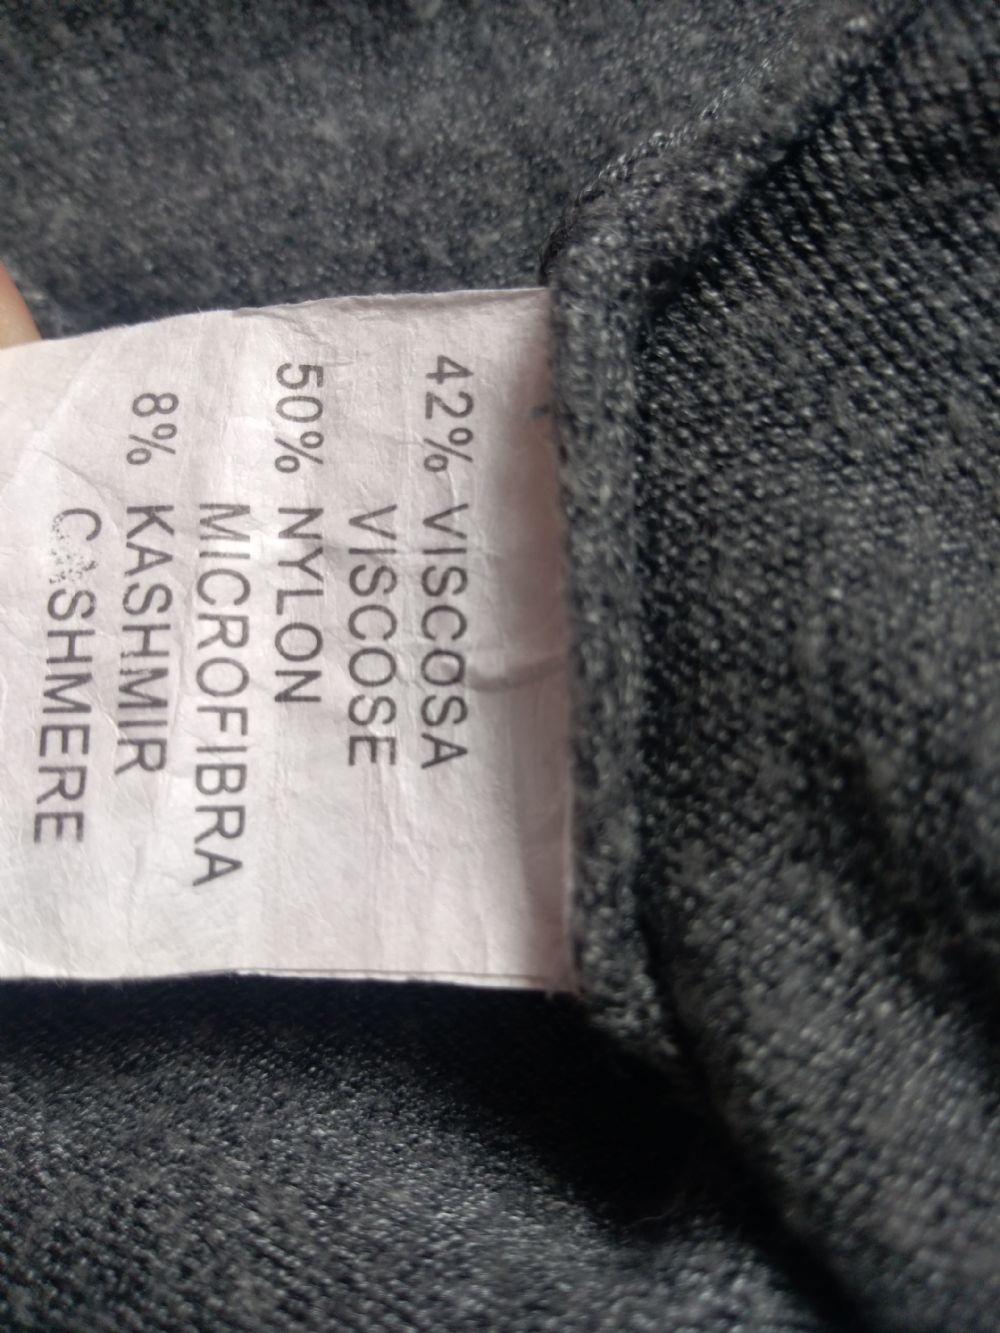 42% VISCOSA
VISCOSE
50% NYLON
MICROFIBRA
8% KASHMIR
CASHMERE